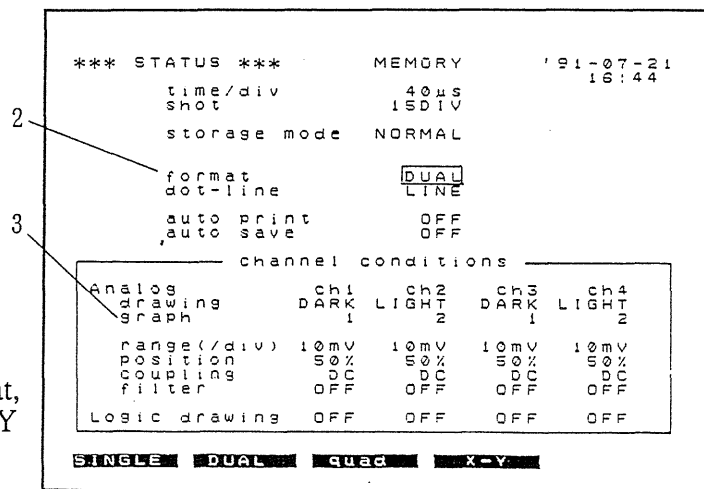 *** STATUS *** MEMORY '91-07-21
16:44
time/div 40µs
shot 15DIV
storage mode NORMAL
2
format DUAL
dot-line LINE
auto print OFF
3
auto save OFF
channel conditions
Analog ch1 ch2 ch3 ch4
drawing DARK LIGHT DARK LIGHT
graph 1 2 1 2
range(/div) 10mV 10mV 10mV 10mV
position 50% 50% 50% 50%
coupling DC DC DC DC
filter OFF OFF OFF OFF
Logic drawing OFF OFF OFF OFF
Y
SINGLE DUAL quad X-Y